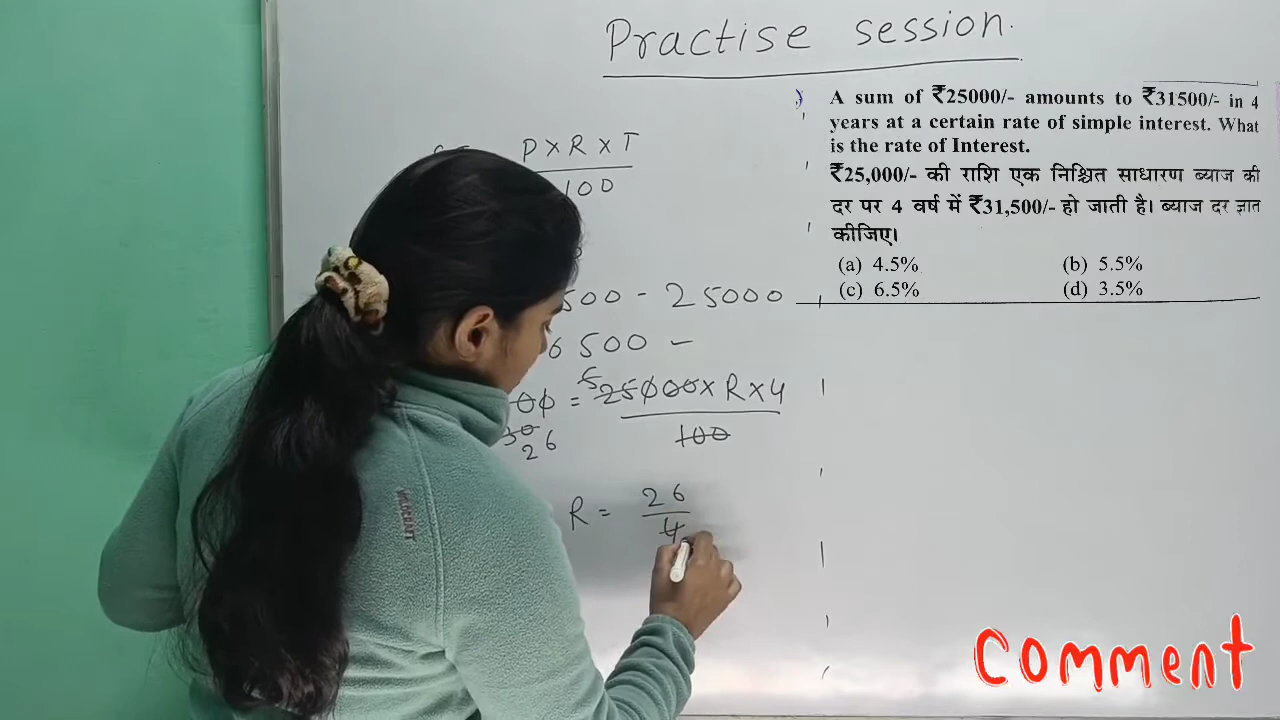 Practise session.
P × R × T
100
A sum of ₹25000/- amounts to ₹31500/- in 4
years at a certain rate of simple interest. What
is the rate of Interest.
₹25,000/- की राशि एक निश्चित साधारण ब्याज की
दर पर 4 वर्ष में ₹31,500/- हो जाती है। ब्याज दर ज्ञात
कीजिए।
(a) 4.5% (b) 5.5%
(c) 6.5% (d) 3.5%
500 - 25000
6500 -
00 = 25000 × R × 4
5
100
26
R = 26
4
comment